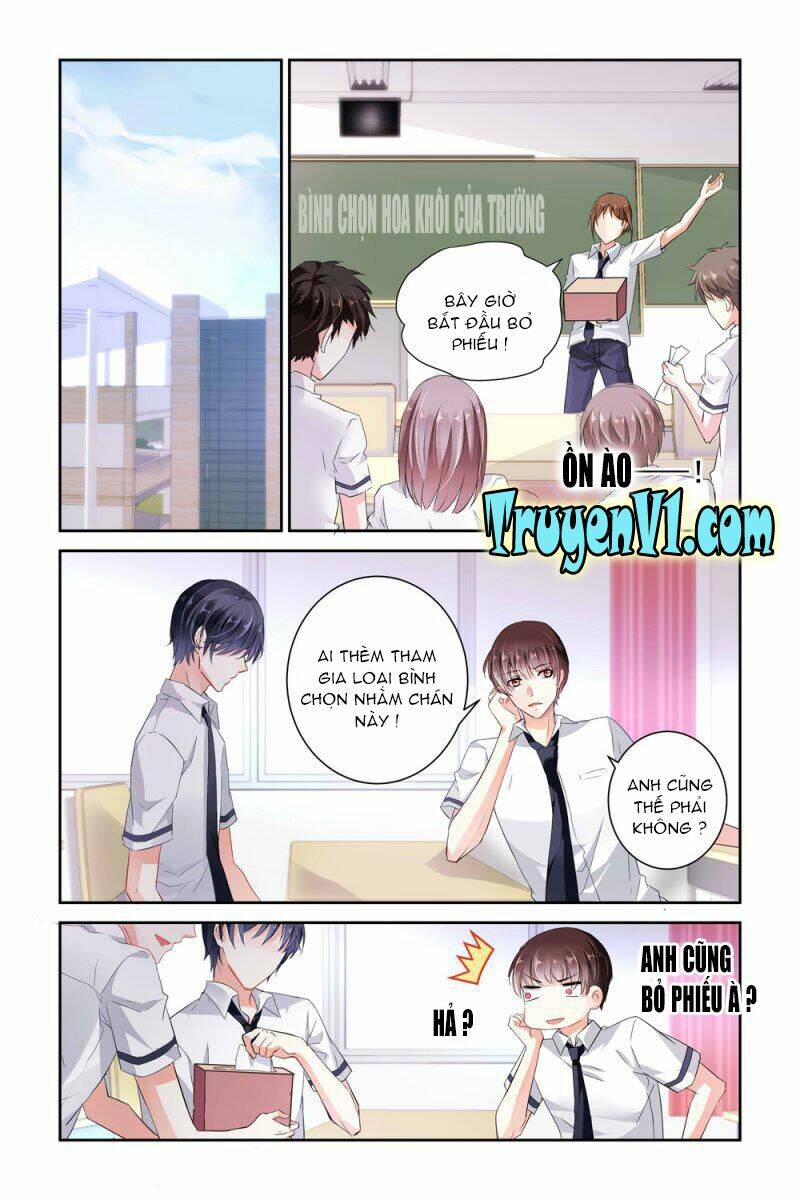 BÌNH CHỌN HOA KHÔI CỦA TRƯỜNG
BÂY GIỜ
BẮT ĐẦU BỎ
PHIẾU !
ỒN ÀO —— !
TruyenV1.com
AI THÈM THAM
GIA LOẠI BÌNH
CHỌN NHÀM CHÁN
NÀY !
ANH CŨNG
THẾ PHẢI
KHÔNG ?
HẢ ?
ANH CŨNG
BỎ PHIẾU À ?